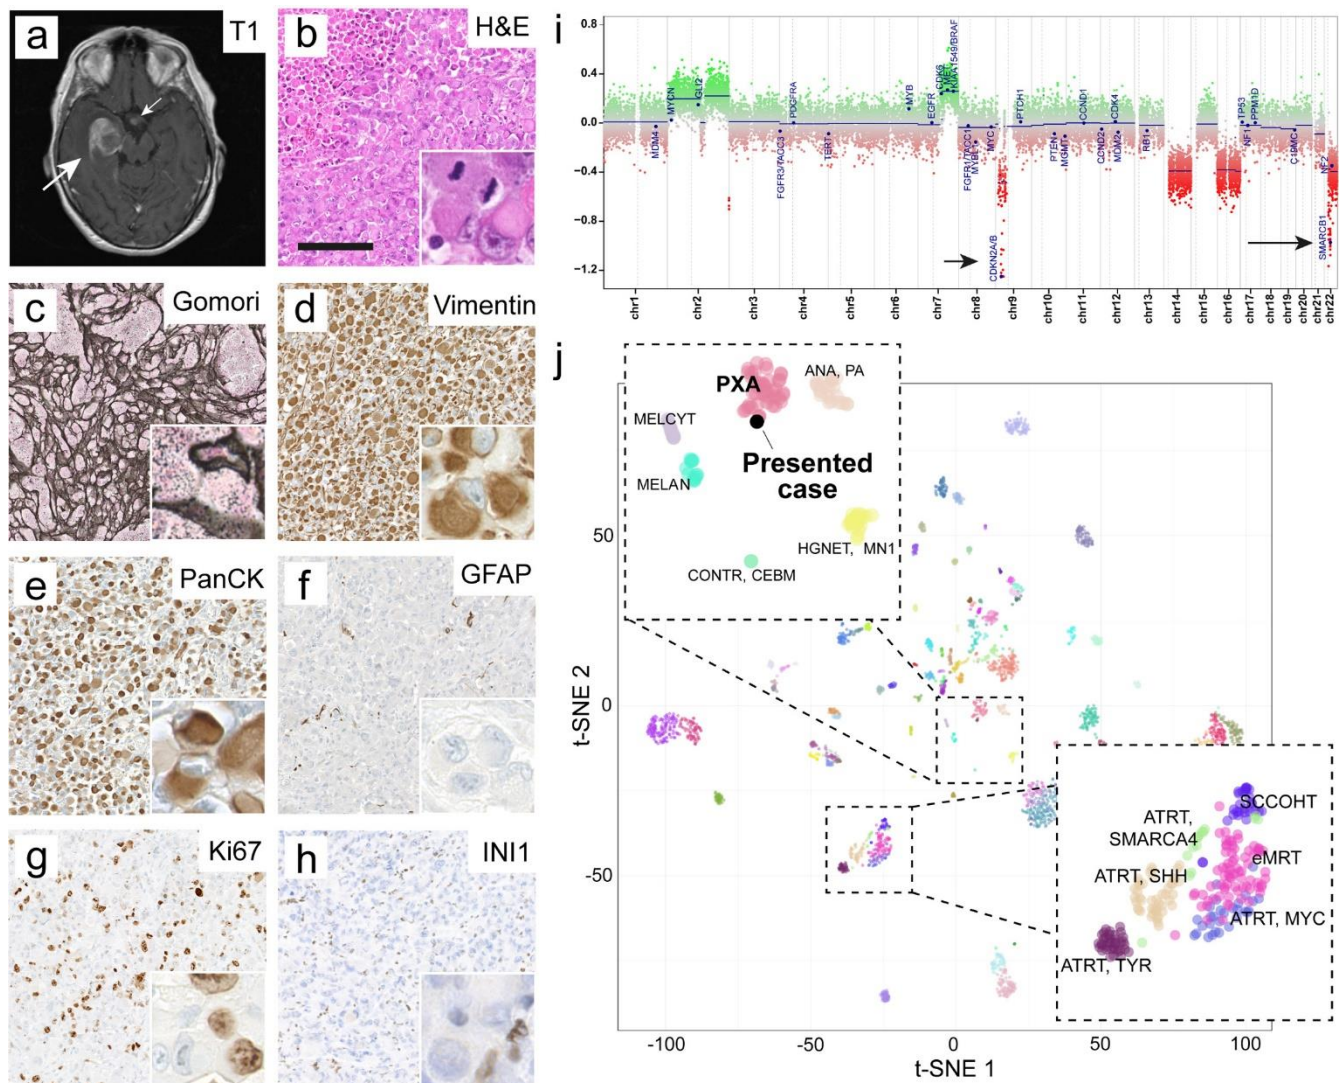 a
T1
b
H&E
c
Gomori
d
Vimentin
e
PanCK
f
GFAP
g
Ki67
h
INI1
i
0.8
0.4
0.0
−0.4
−0.8
−1.2
MDM4
MYCN
GLI2
FGFR3/TACC3
PDGFRA
TERT
MYB
EGFR
CDK6
MET
KIAA1549/BRAF
FGFR1/TACC1
MYBL1
MYC
CDKN2A/B
PTCH1
PTEN
MGMT
CCND1
CCND2
CDK4
MDM2
RB1
TP53
NF1
PPM1D
C19MC
SMARCB1
NF2
chr1
chr2
chr3
chr4
chr5
chr6
chr7
chr8
chr9
chr10
chr11
chr12
chr13
chr14
chr15
chr16
chr17
chr18
chr19
chr20
chr21
chr22
j
PXA
ANA, PA
MELCYT
MELAN
Presented
case
HGNET, MN1
CONTR, CEBM
SCCOHT
ATRT,
SMARCA4
eMRT
ATRT, SHH
ATRT, MYC
ATRT, TYR
50
0
-50
t-SNE 2
-100
-50
0
50
100
t-SNE 1